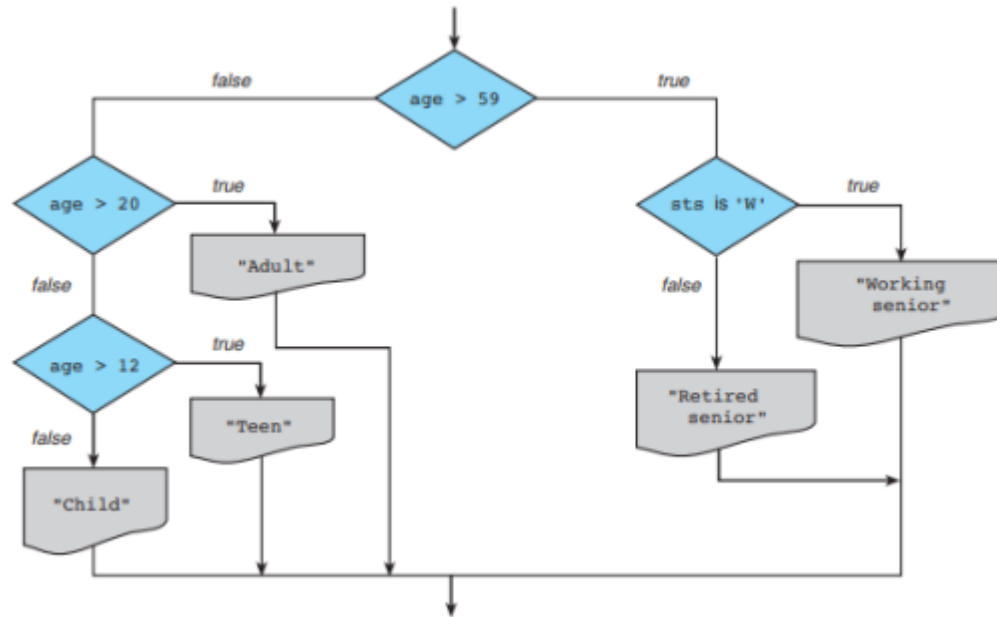 false
age > 59
true
age > 20
true
sts is 'W'
true
"Adult"
false
false
"Working
senior"
age > 12
true
"Retired
senior"
"Teen"
false
"Child"